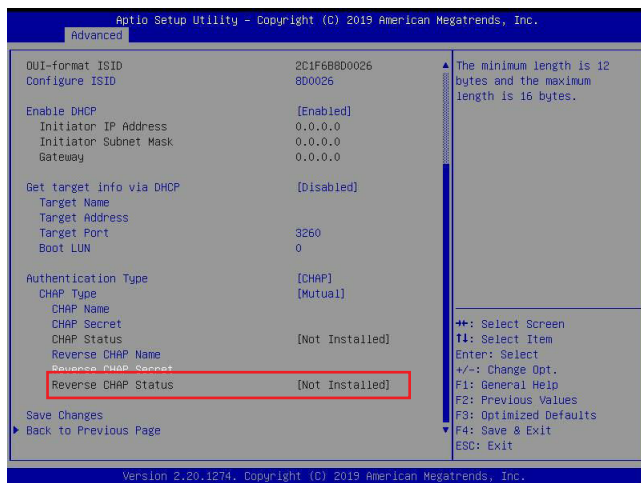 Aptio Setup Utility – Copyright (C) 2019 American Megatrends, Inc.
Advanced
OUI-format ISID 2C1F6B8D0026
Configure ISID 8D0026
Enable DHCP [Enabled]
Initiator IP Address 0.0.0.0
Initiator Subnet Mask 0.0.0.0
Gateway 0.0.0.0
Get target info via DHCP [Disabled]
Target Name
Target Address
Target Port 3260
Boot LUN 0
Authentication Type [CHAP]
CHAP Type [Mutual]
CHAP Name
CHAP Secret
CHAP Status [Not Installed]
Reverse CHAP Name
Reverse CHAP Secret
Reverse CHAP Status [Not Installed]
Save Changes
Back to Previous Page
The minimum length is 12
bytes and the maximum
length is 16 bytes.
→←: Select Screen
↑↓: Select Item
Enter: Select
+/-: Change Opt.
F1: General Help
F2: Previous Values
F3: Optimized Defaults
F4: Save & Exit
ESC: Exit
Version 2.20.1274. Copyright (C) 2019 American Megatrends, Inc.